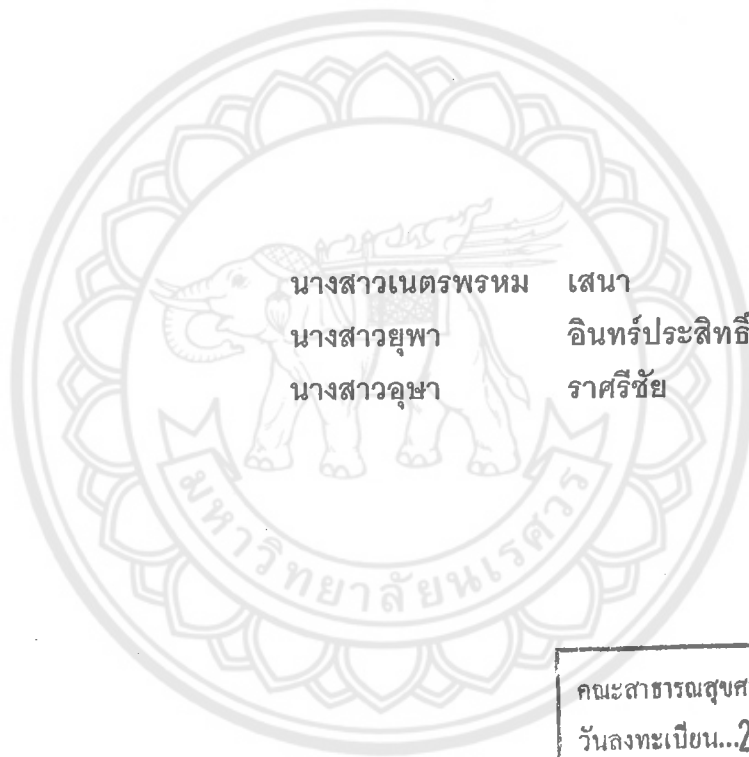 นางสาวเนตรพรหม เสนา
นางสาวยุพา อินทร์ประสิทธิ์
นางสาวอุษา ราศรีชัย
มหาวิทยาลัยนเรศวร
คณะสาธารณสุขศ
วันลงทะเบียน...2